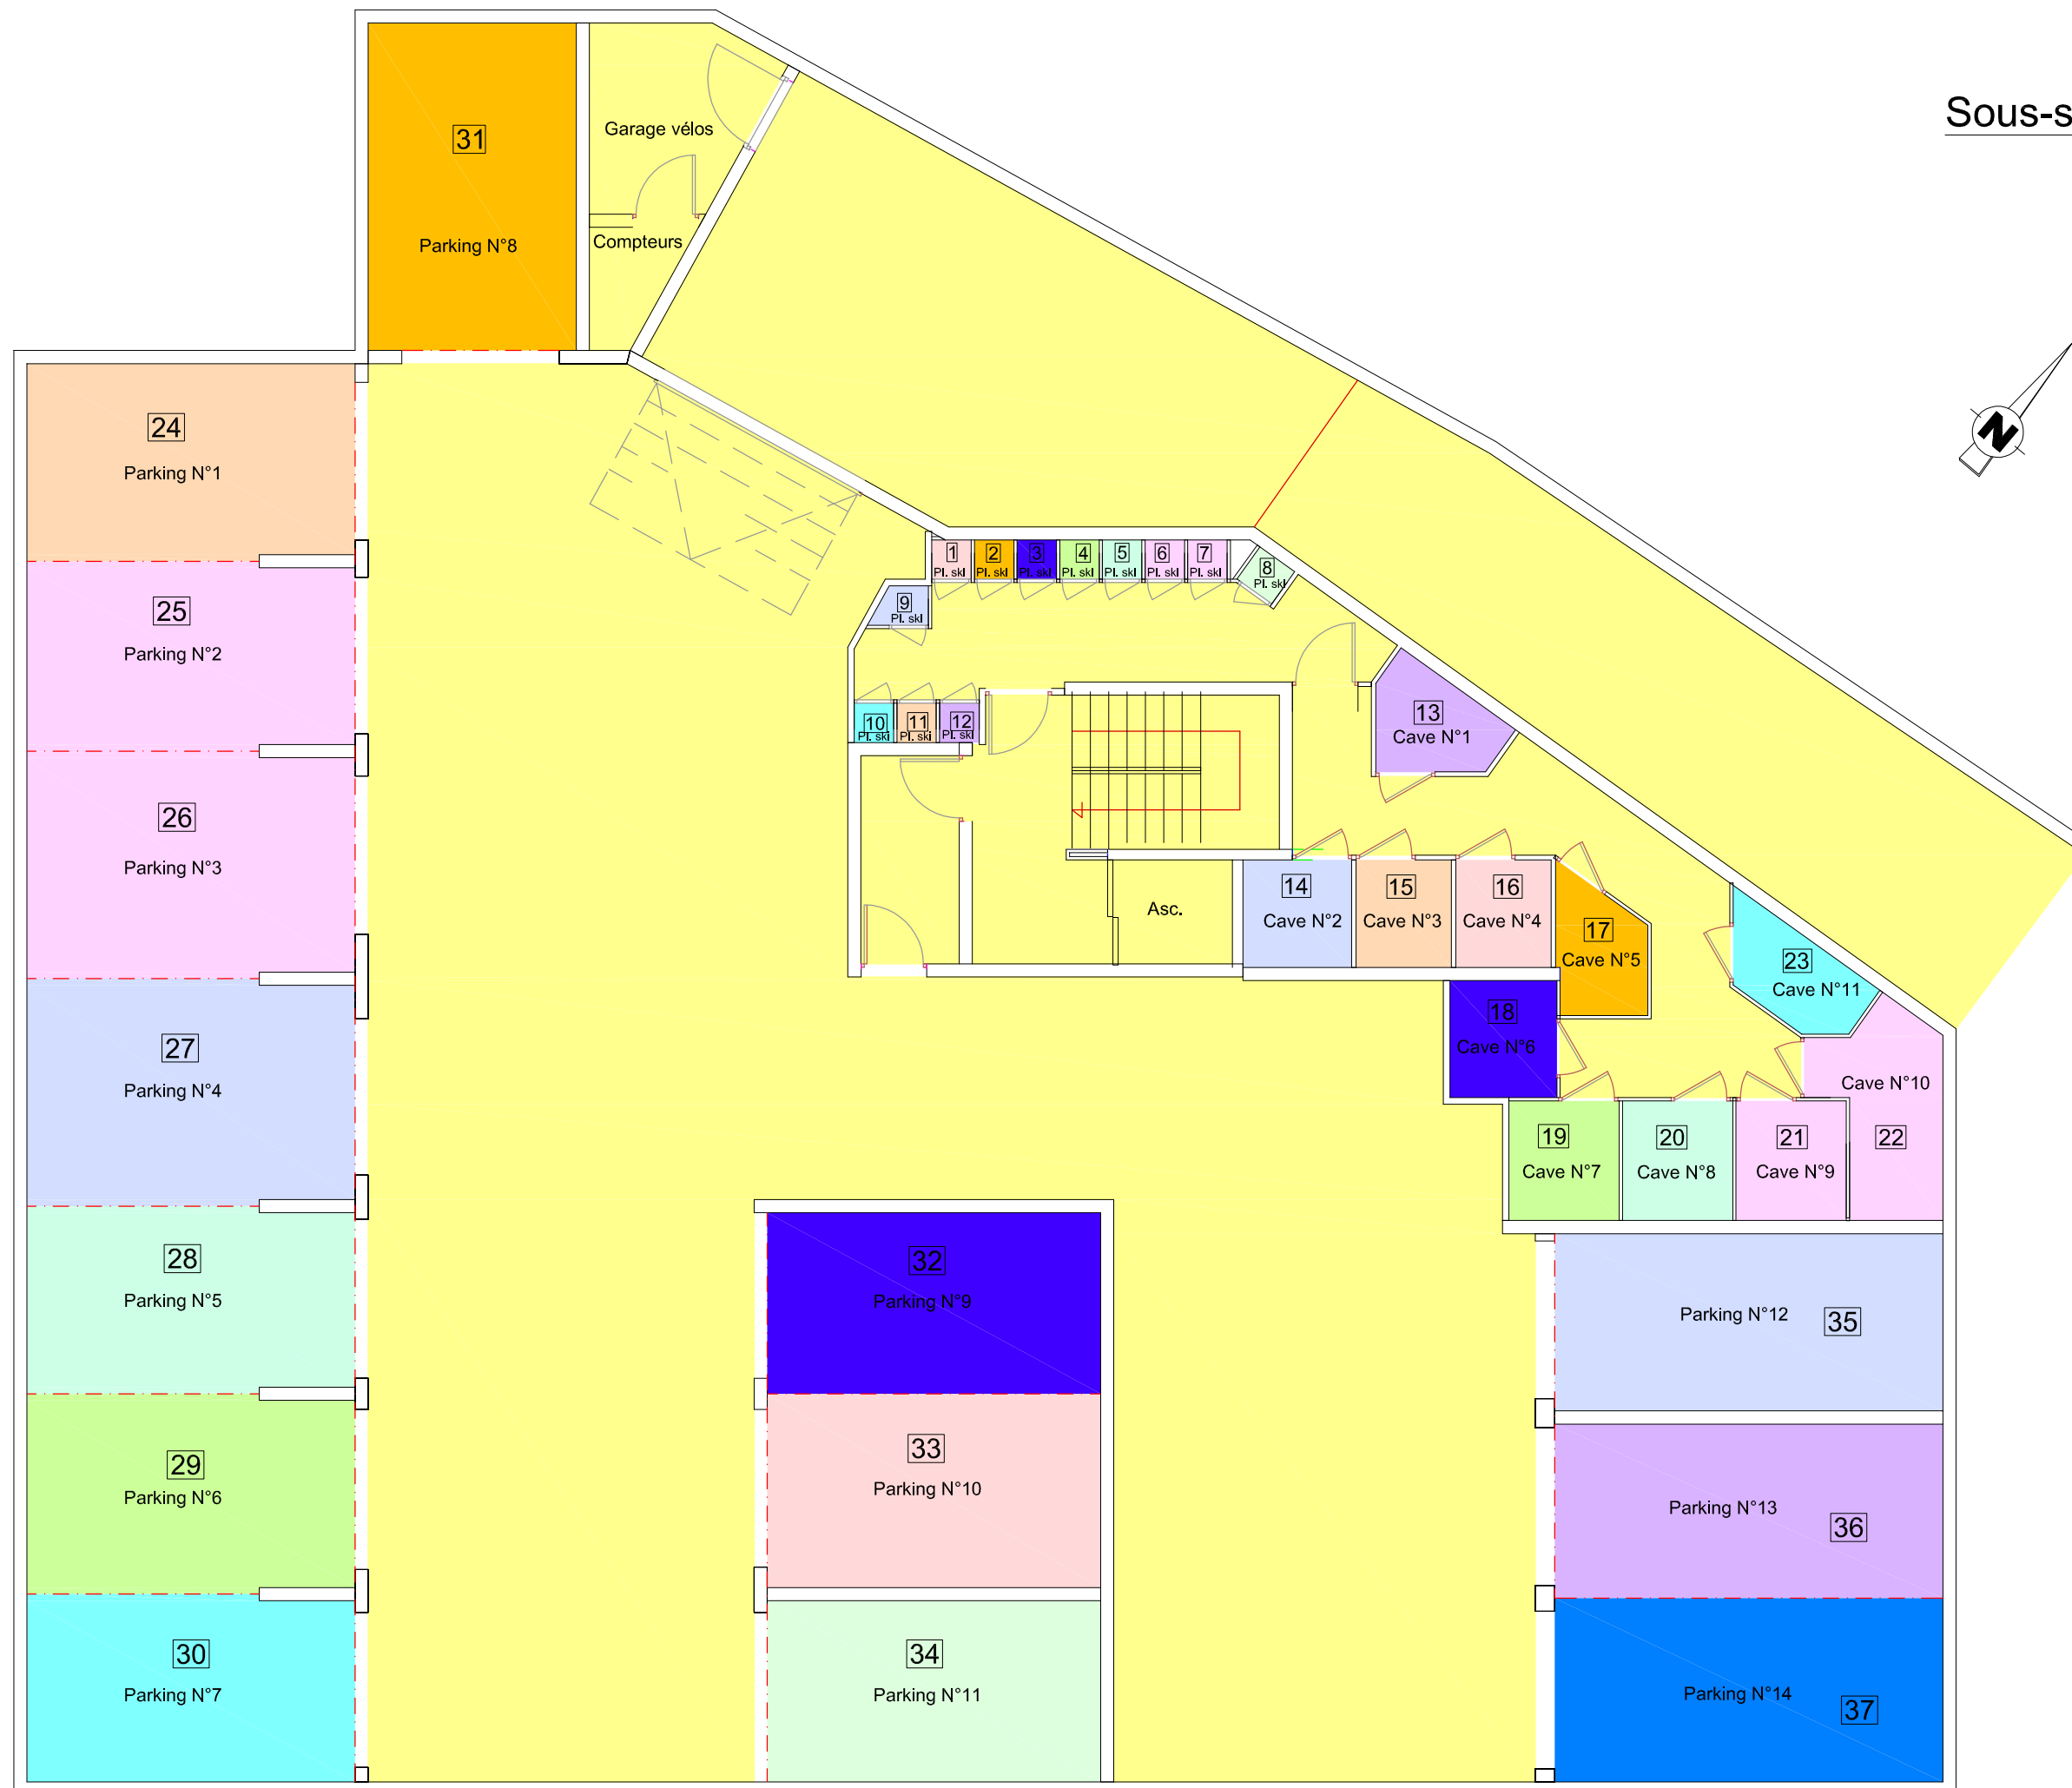 Sous-s
31
Garage vélos
Parking N°8
Compteurs
N
24
Parking N°1
1
Pl. ski
2
Pl. ski
3
Pl. ski
4
Pl. ski
5
Pl. ski
6
Pl. ski
7
Pl. ski
8
Pl. ski
9
Pl. ski
25
Parking N°2
10
Pl. ski
11
Pl. ski
12
Pl. ski
13
Cave N°1
26
Parking N°3
Asc.
14
Cave N°2
15
Cave N°3
16
Cave N°4
17
Cave N°5
23
Cave N°11
18
Cave N°6
27
Parking N°4
Cave N°10
22
19
Cave N°7
20
Cave N°8
21
Cave N°9
28
Parking N°5
32
Parking N°9
Parking N°12
35
29
Parking N°6
33
Parking N°10
Parking N°13
36
30
Parking N°7
34
Parking N°11
Parking N°14
37